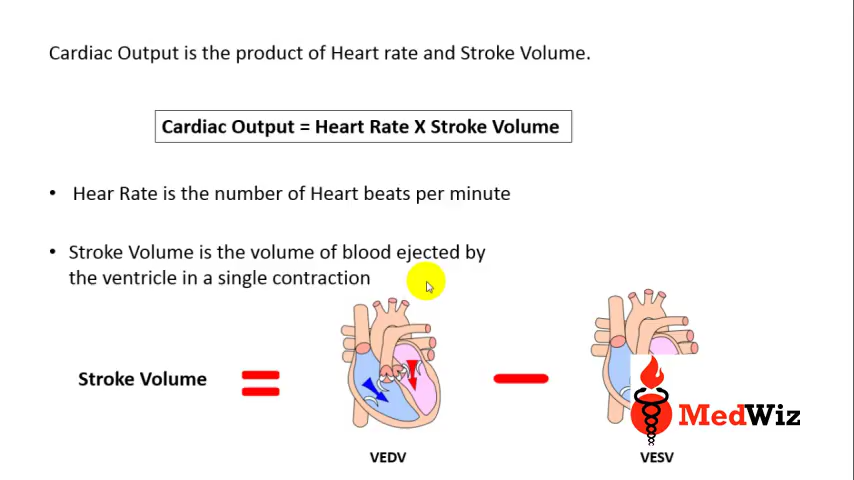 Cardiac Output is the product of Heart rate and Stroke Volume.
Cardiac Output = Heart Rate X Stroke Volume
• Hear Rate is the number of Heart beats per minute
• Stroke Volume is the volume of blood ejected by
the ventricle in a single contraction
Stroke Volume = −
MedWiz
VEDV VESV